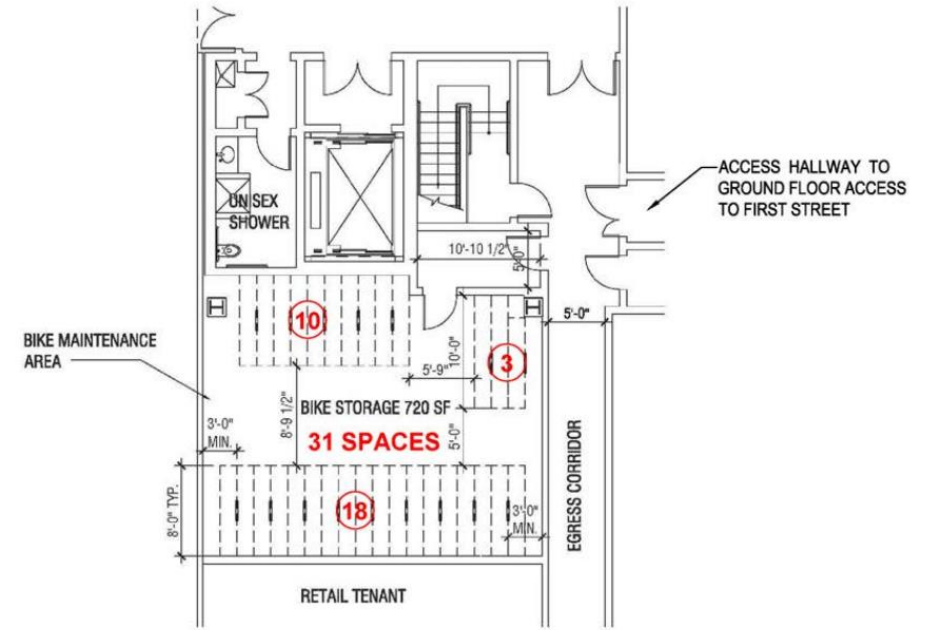 ACCESS HALLWAY TO
GROUND FLOOR ACCESS
TO FIRST STREET
UNISEX
SHOWER
10'-10 1/2"
5'-0"
H
H
5'-0"
10
BIKE MAINTENANCE
AREA
10'-0"
3
5'-9"
8'-9 1/2"
BIKE STORAGE 720 SF
31 SPACES
5'-0"
3'-0"
MIN.
8'-0" TYP.
18
3'-0"
MIN.
EGRESS CORRIDOR
RETAIL TENANT